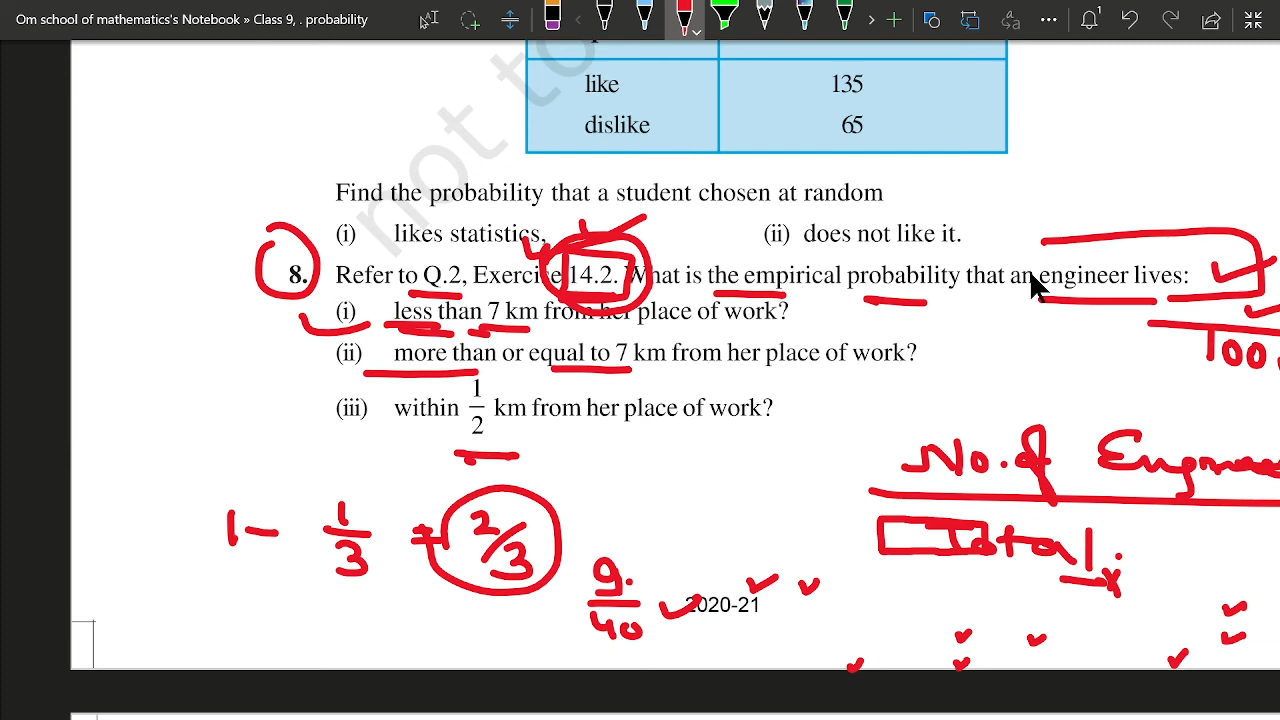 Om school of mathematics's Notebook » Class 9, . probability
like 135
dislike 65
not to
Find the probability that a student chosen at random
(i) likes statistics, (ii) does not like it.
8. Refer to Q.2, Exercise 14.2. What is the empirical probability that an engineer lives:
(i) less than 7 km from her place of work?
(ii) more than or equal to 7 km from her place of work?
100
(iii) within 1/2 km from her place of work?
No. of Enginee
1 - 1/3 = 2/3
Total
9/40
2020-21